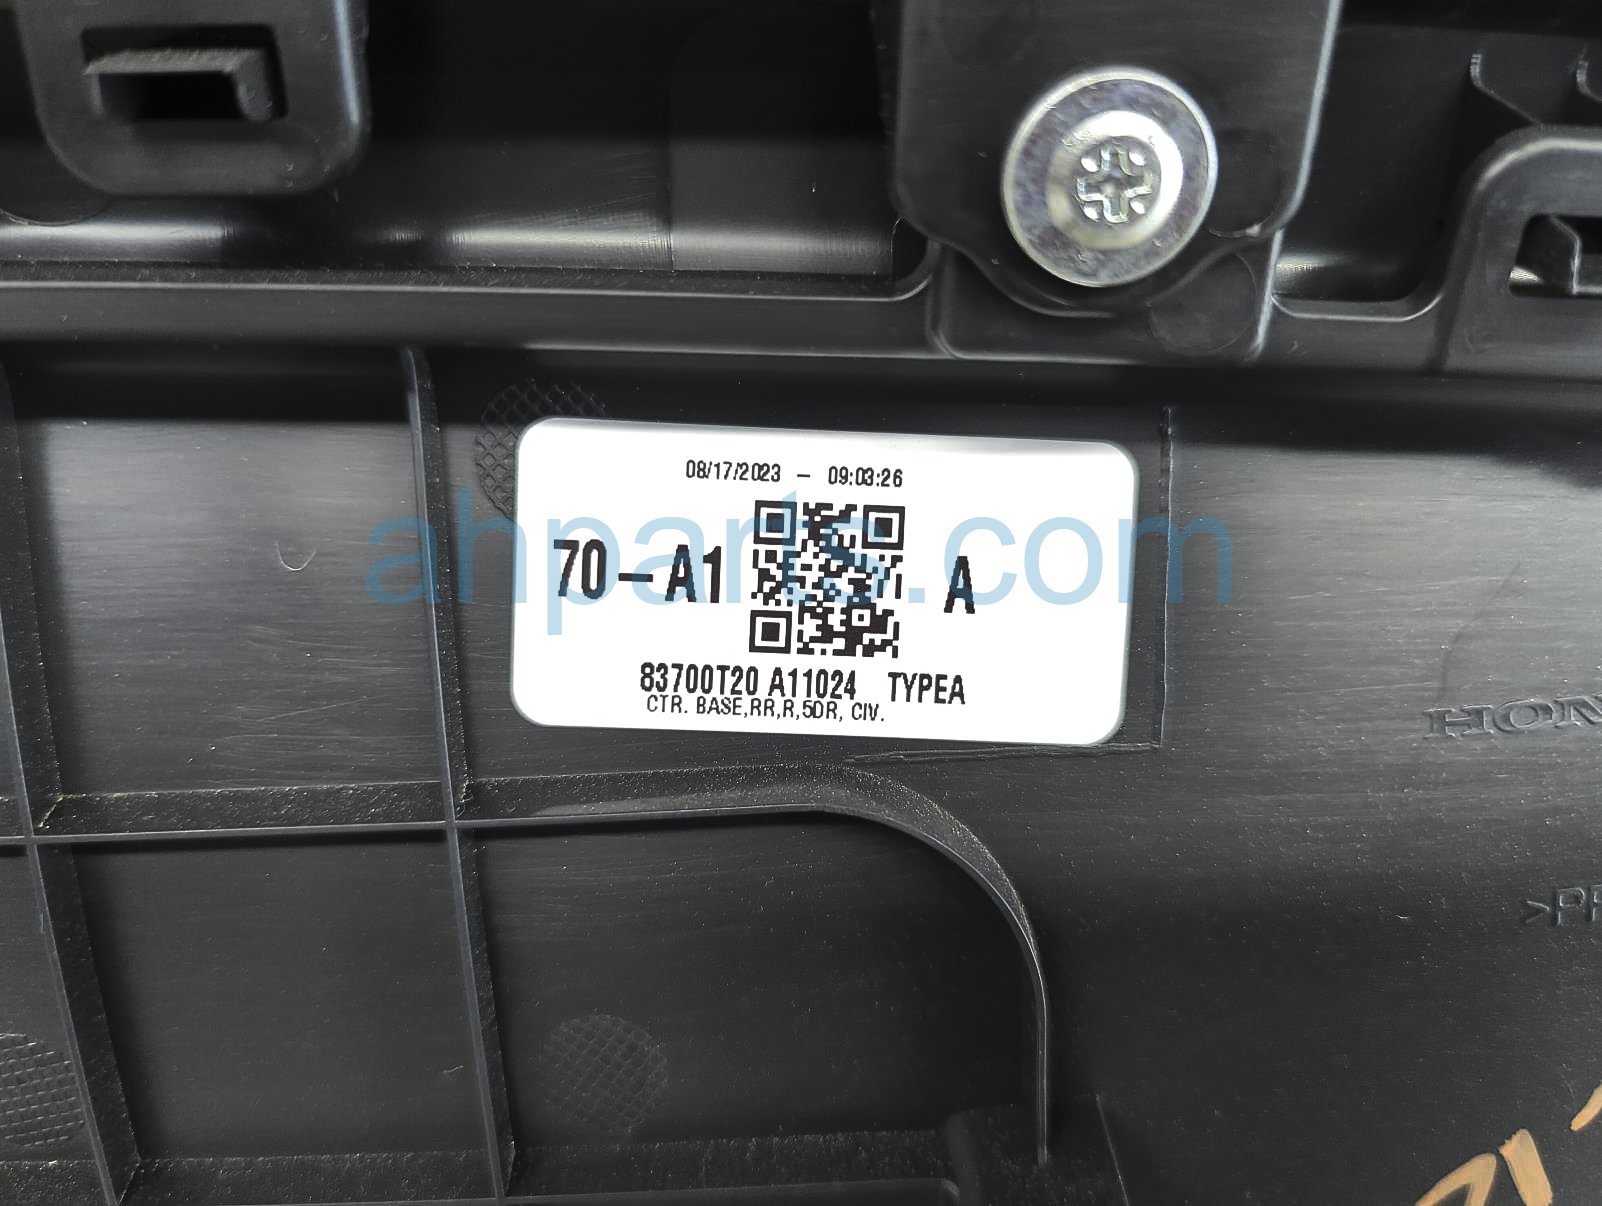 08/17/2023 – 09:03:26
70–A1 A
83700T20 A11024 TYPEA
CTR. BASE,RR,R,5DR, CIV.
ahparts.com